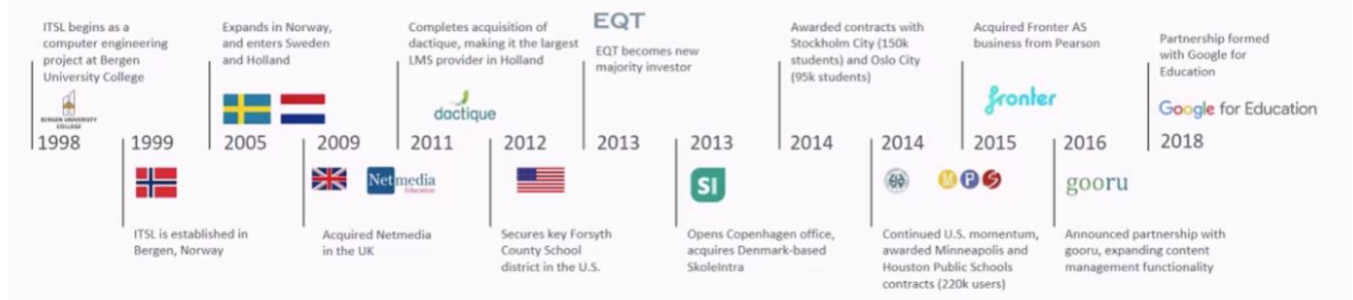 ITSL begins as a
computer engineering
project at Bergen
University College
BERGEN UNIVERSITY
COLLEGE
1998
1999
ITSL is established in
Bergen, Norway
Expands in Norway,
and enters Sweden
and Holland
2005
2009
Netmedia
Education
Acquired Netmedia
in the UK
Completes acquisition of
dactique, making it the largest
LMS provider in Holland
dactique
2011
2012
Secures key Forsyth
County School
district in the U.S.
EQT
EQT becomes new
majority investor
2013
2013
SI
Opens Copenhagen office,
acquires Denmark-based
SkoleIntra
Awarded contracts with
Stockholm City (150k
students) and Oslo City
(95k students)
2014
2014
MPS
Continued U.S. momentum,
awarded Minneapolis and
Houston Public Schools
contracts (220k users)
Acquired Fronter AS
business from Pearson
fronter
2015
2016
gooru
Announced partnership with
gooru, expanding content
management functionality
Partnership formed
with Google for
Education
Google for Education
2018